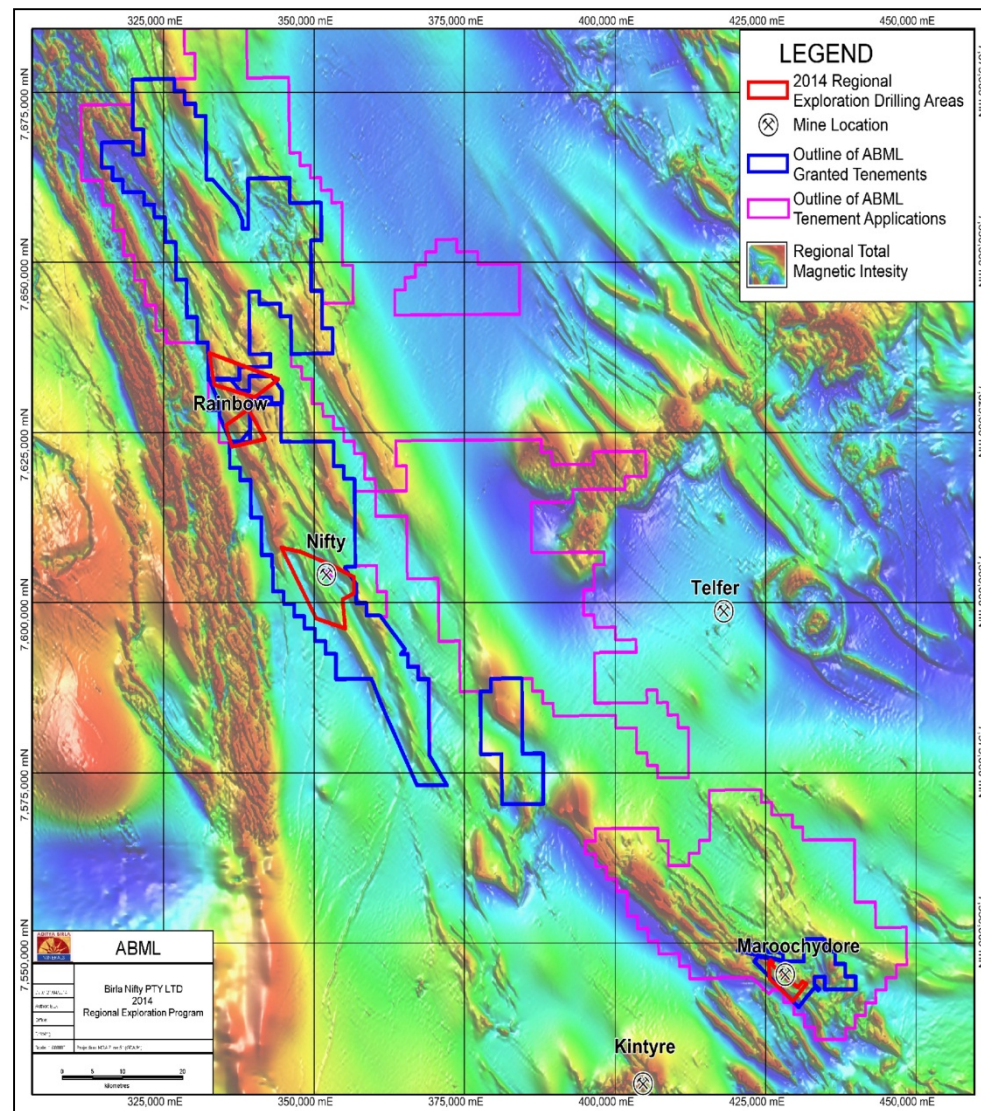 325,000 mE
350,000 mE
375,000 mE
400,000 mE
425,000 mE
450,000 mE
7,675,000 mN
7,650,000 mN
7,625,000 mN
7,600,000 mN
7,575,000 mN
7,550,000 mN
LEGEND
2014 Regional
Exploration Drilling Areas
Mine Location
Outline of ABML
Granted Tenements
Outline of ABML
Tenement Applications
Regional Total
Magnetic Intesity
Rainbow
Nifty
Telfer
Maroochydore
Kintyre
ADITYA BIRLA
MINERALS
ABML
Birla Nifty PTY LTD
2014
Regional Exploration Program
0 5 10 20
kilometres
325,000 mE
350,000 mE
375,000 mE
400,000 mE
425,000 mE
450,000 mE